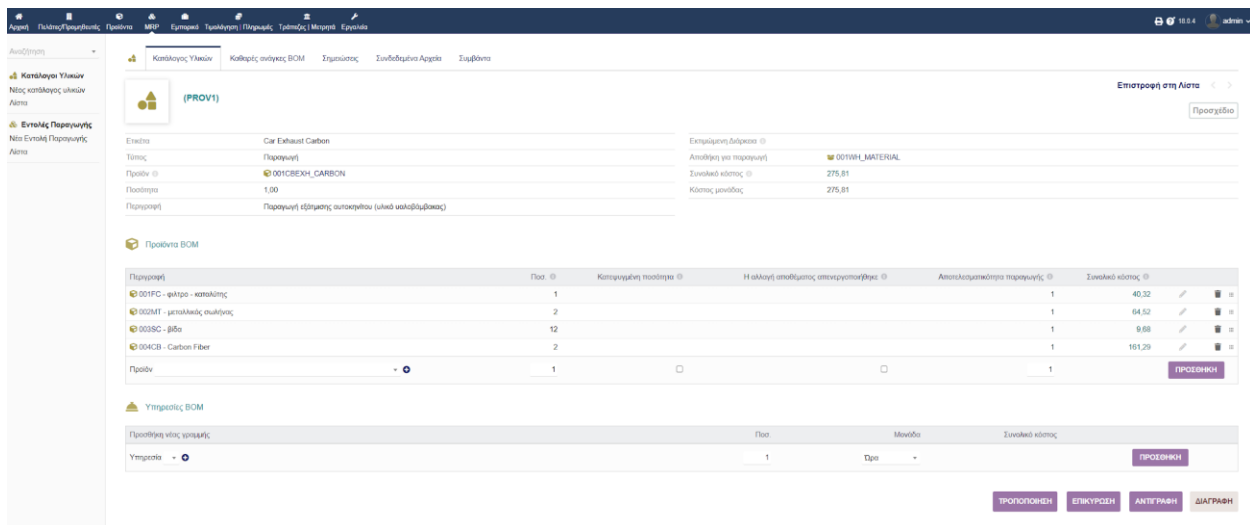 Αρχική Πελάτες/Προμηθευτές Προϊόντα MRP Εμπορικό Τιμολόγηση | Πληρωμές Τράπεζες | Μετρητά Εργαλεία 18.0.4 admin
Αναζήτηση
Κατάλογοι Υλικών
Νέος κατάλογος υλικών
Λίστα
Εντολές Παραγωγής
Νέα Εντολή Παραγωγής
Λίστα
Κατάλογος Υλικών Καθαρές ανάγκες BOM Σημειώσεις Συνδεδεμένα Αρχεία Συμβάντα
(PROV1)
Επιστροφή στη Λίστα
Προσχέδιο
Ετικέτα Car Exhaust Carbon
Τύπος Παραγωγή
Προϊόν 001CBEXH_CARBON
Ποσότητα 1,00
Περιγραφή Παραγωγή εξάτμισης αυτοκηνίτου (υλικό υαλοβάμβακας)
Εκτιμώμενη Διάρκεια
Αποθήκη για παραγωγή 001WH_MATERIAL
Συνολικό κόστος 275,81
Κόστος μονάδας 275,81
Προϊόντα BOM
Περιγραφή Ποσ. Κατεψυγμένη ποσότητα Η αλλαγή αποθέματος απενεργοποιήθηκε Αποτελεσματικότητα παραγωγής Συνολικό κόστος
001FC - φιλτρο - καταλύτης 1 1 40,32
002MT - μεταλλικός σωλήνας 2 1 64,52
003SC - βίδα 12 1 9,68
004CB - Carbon Fiber 2 1 161,29
Προϊόν 1 1 ΠΡΟΣΘΗΚΗ
Υπηρεσίες BOM
Προσθήκη νέας γραμμής Ποσ. Μονάδα Συνολικό κόστος
Υπηρεσία 1 Ώρα ΠΡΟΣΘΗΚΗ
ΤΡΟΠΟΠΟΙΗΣΗ ΕΠΙΚΥΡΩΣΗ ΑΝΤΙΓΡΑΦΗ ΔΙΑΓΡΑΦΗ